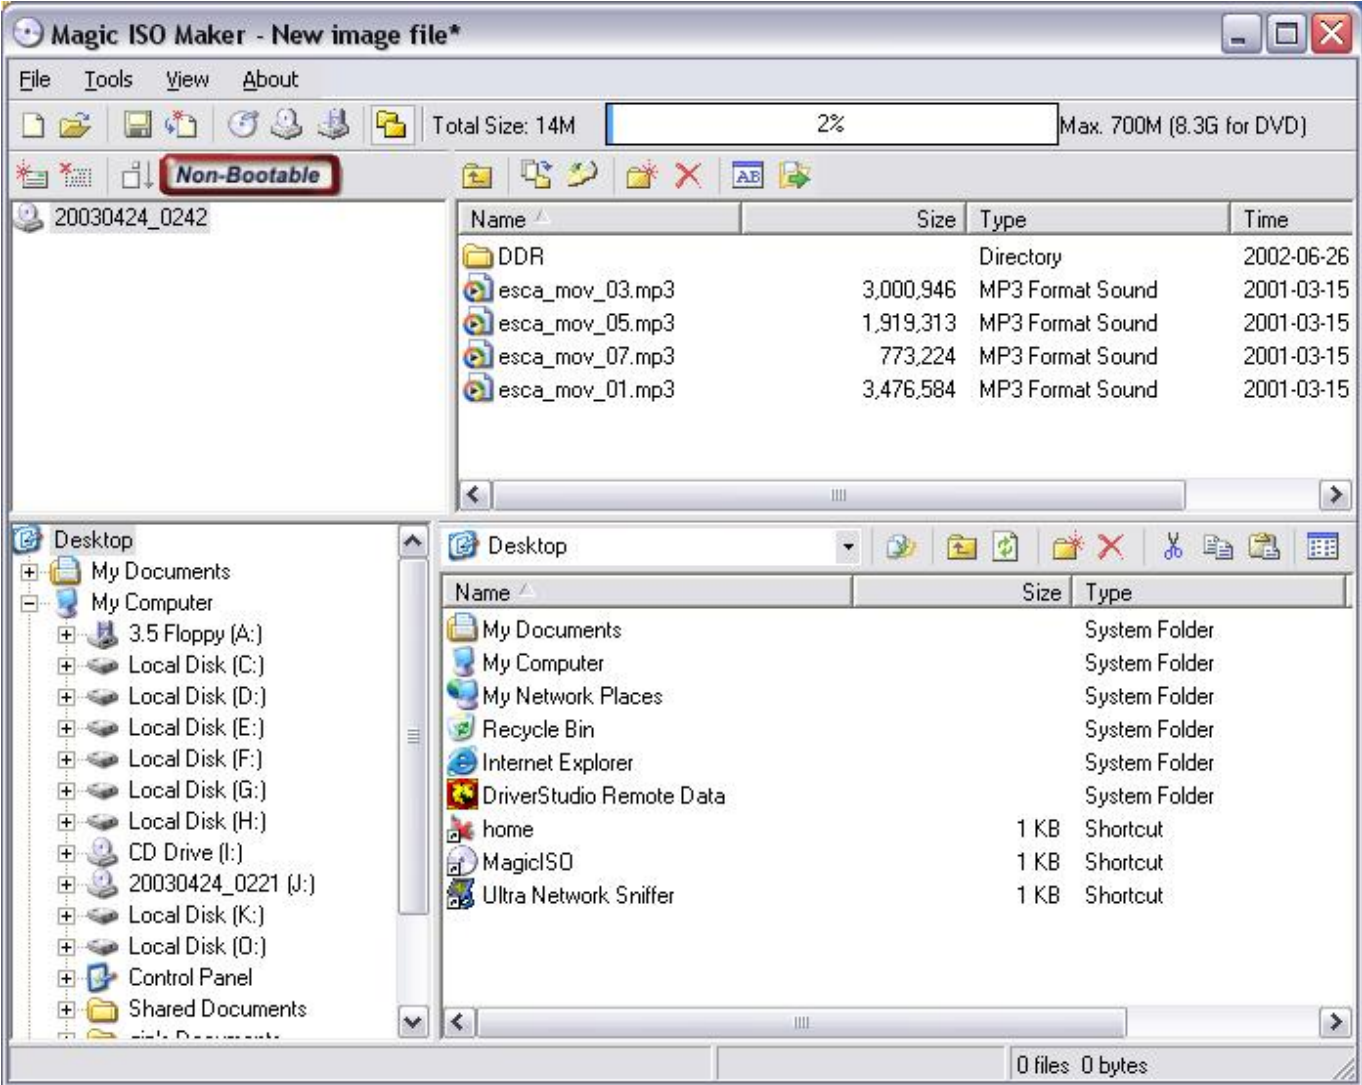 Magic ISO Maker - New image file*
File Tools View About
Total Size: 14M 2% Max. 700M (8.3G for DVD)
Non-Bootable
AB
20030424_0242
Name Size Type Time
DDR Directory 2002-06-26
esca_mov_03.mp3 3,000,946 MP3 Format Sound 2001-03-15
esca_mov_05.mp3 1,919,313 MP3 Format Sound 2001-03-15
esca_mov_07.mp3 773,224 MP3 Format Sound 2001-03-15
esca_mov_01.mp3 3,476,584 MP3 Format Sound 2001-03-15
Desktop
My Documents
My Computer
3.5 Floppy (A:)
Local Disk (C:)
Local Disk (D:)
Local Disk (E:)
Local Disk (F:)
Local Disk (G:)
Local Disk (H:)
CD Drive (I:)
20030424_0221 (J:)
Local Disk (K:)
Local Disk (O:)
Control Panel
Shared Documents
Desktop
Name Size Type
My Documents System Folder
My Computer System Folder
My Network Places System Folder
Recycle Bin System Folder
Internet Explorer System Folder
DriverStudio Remote Data System Folder
home 1 KB Shortcut
MagicISO 1 KB Shortcut
Ultra Network Sniffer 1 KB Shortcut
0 files 0 bytes